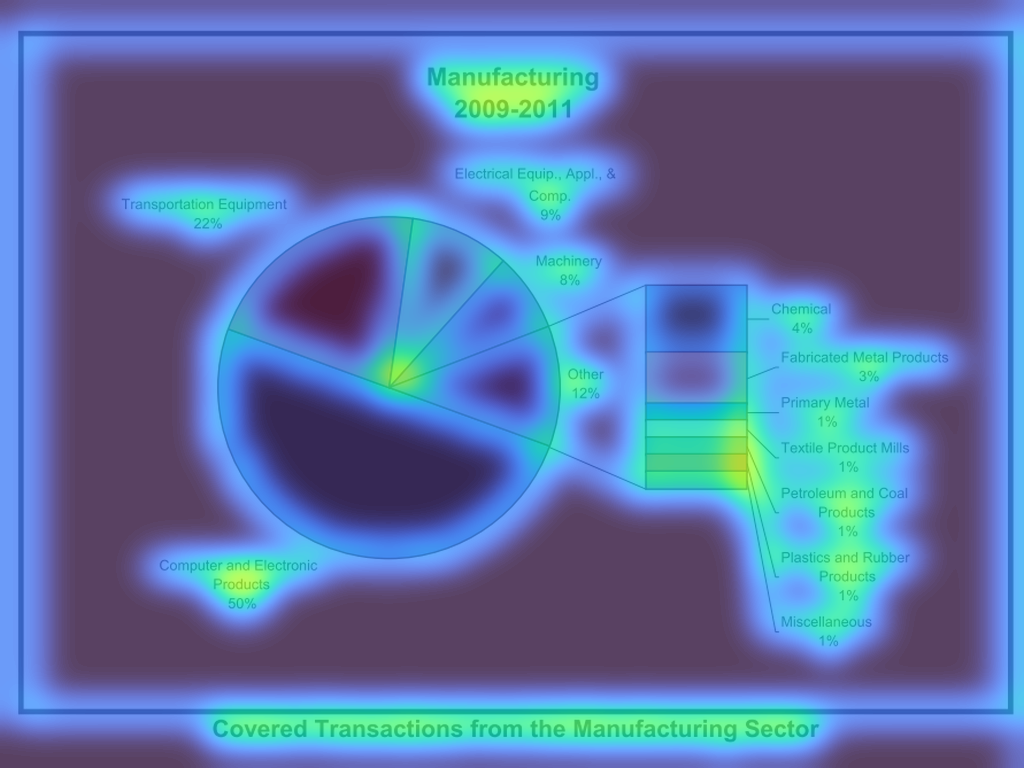 Manufacturing
2009-2011
Electrical Equip., Appl., &
Comp.
9%
Transportation Equipment
22%
Machinery
8%
Chemical
4%
Fabricated Metal Products
3%
Other
12%
Primary Metal
1%
Textile Product Mills
1%
Petroleum and Coal
Products
1%
Plastics and Rubber
Products
1%
Computer and Electronic
Products
50%
Miscellaneous
1%
Covered Transactions from the Manufacturing Sector